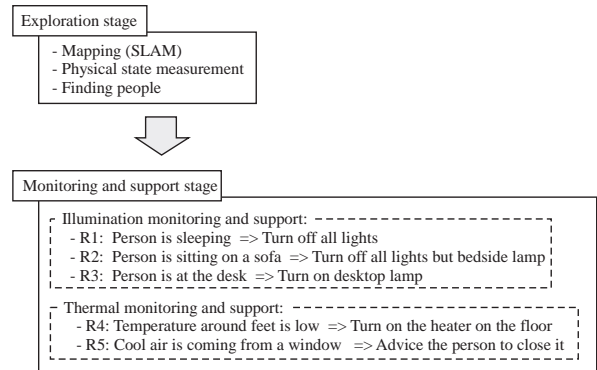 Exploration stage
- Mapping (SLAM)
- Physical state measurement
- Finding people
Monitoring and support stage
Illumination monitoring and support:
- R1: Person is sleeping => Turn off all lights
- R2: Person is sitting on a sofa => Turn off all lights but bedside lamp
- R3: Person is at the desk => Turn on desktop lamp
Thermal monitoring and support:
- R4: Temperature around feet is low => Turn on the heater on the floor
- R5: Cool air is coming from a window => Advice the person to close it